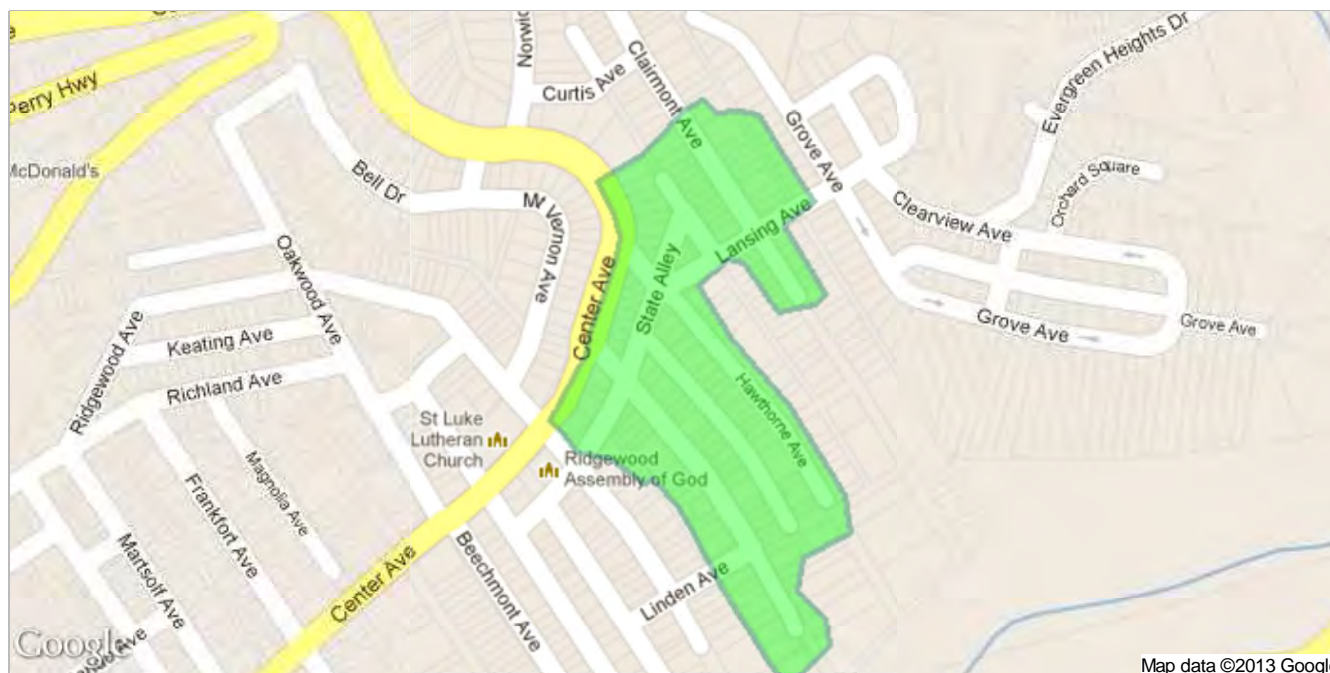 Perry Hwy
McDonald's
Norwic
Curtis Ave
Clairmont Ave
Grove Ave
Evergreen Heights Dr
Orchard Square
Clearview Ave
Bell Dr
Mt Vernon Ave
Oakwood Ave
Center Ave
State Alley
Lansing Ave
Grove Ave
Grove Ave
Ridgewood Ave
Keating Ave
Richland Ave
Hawthorne Ave
St Luke
Lutheran
Church
Ridgewood
Assembly of God
Magnolia Ave
Frankfort Ave
Martsolf Ave
Center Ave
Beechmont Ave
Linden Ave
Google
Map data ©2013 Google